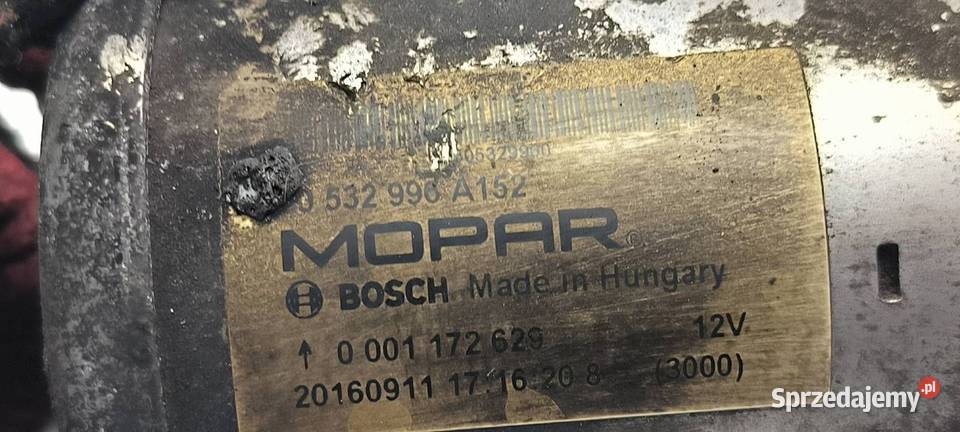 532 996 A152
MOPAR®
BOSCH Made in Hungary
↑ 0 001 172 629 12V
20160911 17:16:20 8 (3000)
Sprzedajemy.pl